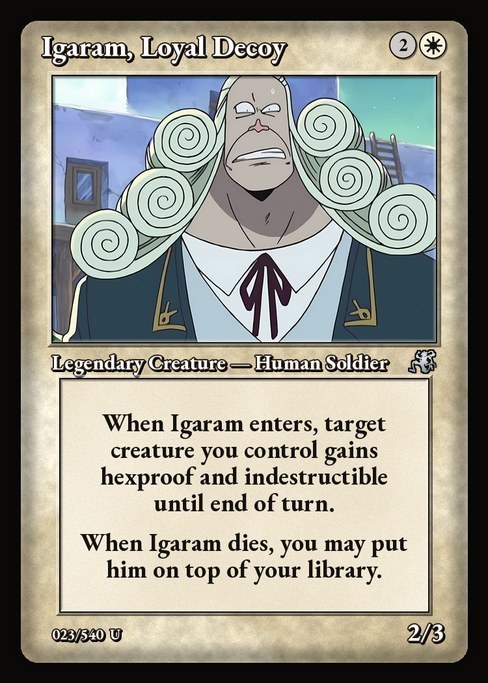 Igaram, Loyal Decoy 2
Legendary Creature — Human Soldier
When Igaram enters, target
creature you control gains
hexproof and indestructible
until end of turn.
When Igaram dies, you may put
him on top of your library.
023/540 U 2/3